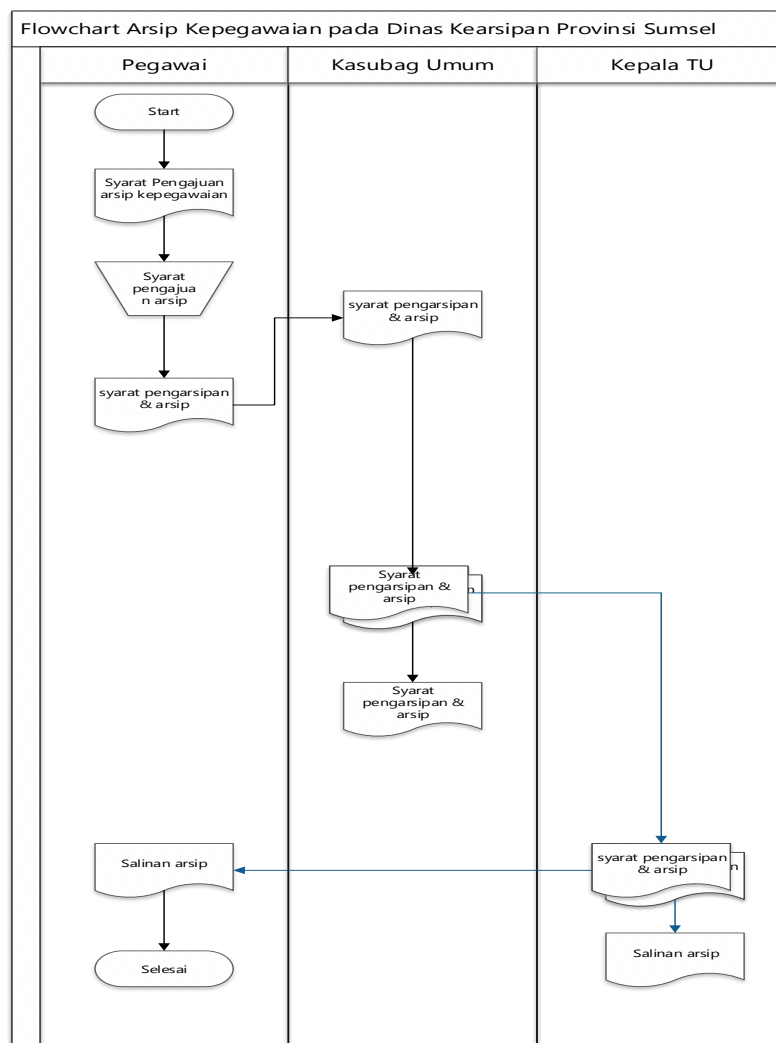 Flowchart Arsip Kepegawaian pada Dinas Kearsipan Provinsi Sumsel
Pegawai
Kasubag Umum
Kepala TU
Start
Syarat Pengajuan
arsip kepegawaian
Syarat
pengajua
n arsip
syarat pengarsipan
& arsip
syarat pengarsipan
& arsip
Syarat
pengarsipan &
arsip
n
Syarat
pengarsipan &
arsip
Salinan arsip
syarat pengarsipan
& arsip
n
Salinan arsip
Selesai